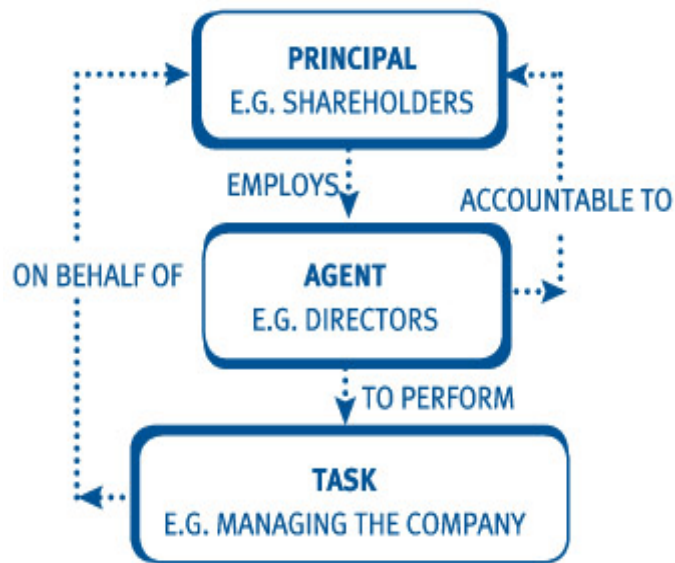 PRINCIPAL
E.G. SHAREHOLDERS
EMPLOYS
ACCOUNTABLE TO
ON BEHALF OF
AGENT
E.G. DIRECTORS
TO PERFORM
TASK
E.G. MANAGING THE COMPANY